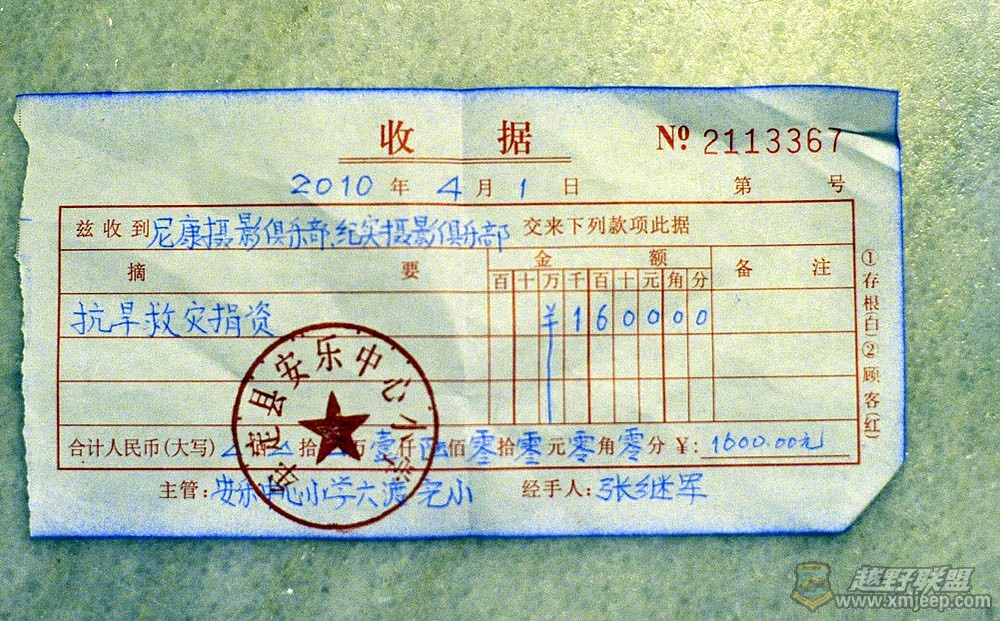 收 据
№ 2113367
2010 年 4 月 1 日 第 号
兹收到 尼康摄影俱乐部、纪实摄影俱乐部 交来下列款项此据
摘 要 金 额 备 注
百 十 万 千 百 十 元 角 分
抗旱救灾捐资 ¥ 1 6 0 0 0 0
合计人民币(大写) 拾 万 壹 仟 陆 佰 零 拾 零 元 零 角 零 分 ¥: 1600.00元
主管: 安乐中心小学六渡完小 经手人: 张继军
①存根(白)②顾客(红)
县安乐中心小学
越野联盟
www.xmjeep.com